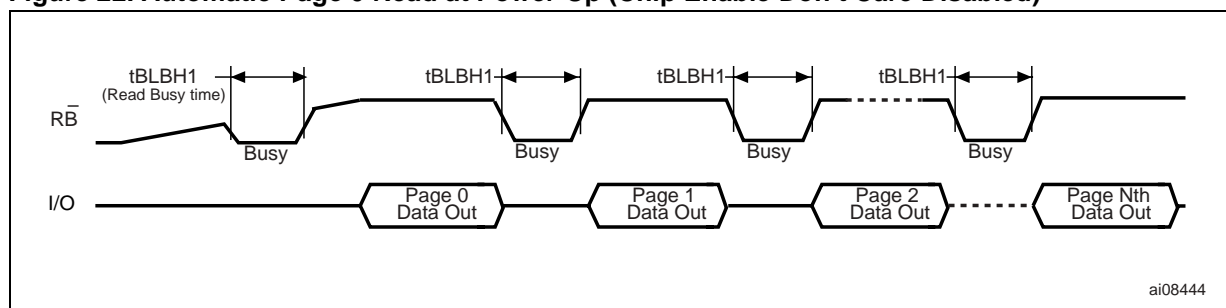 Figure 22. Automatic Page 0 Read at Power-Up (Chip Enable Don't Care Disabled)
tBLBH1 tBLBH1 tBLBH1 tBLBH1
(Read Busy time)
RB̅
Busy Busy Busy Busy
I/O
Page 0 Page 1 Page 2 Page Nth
Data Out Data Out Data Out Data Out
ai08444